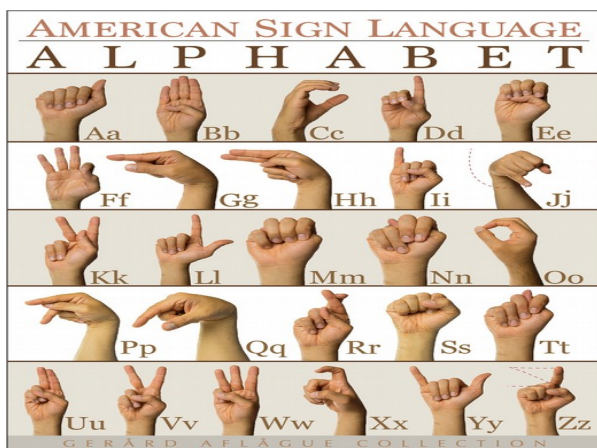 AMERICAN SIGN LANGUAGE
ALPHABET
Aa Bb Cc Dd Ee
Ff Gg Hh Ii Jj
Kk Ll Mm Nn Oo
Pp Qq Rr Ss Tt
Uu Vv Ww Xx Yy Zz
GERARD AFLAGUE COLLECTION